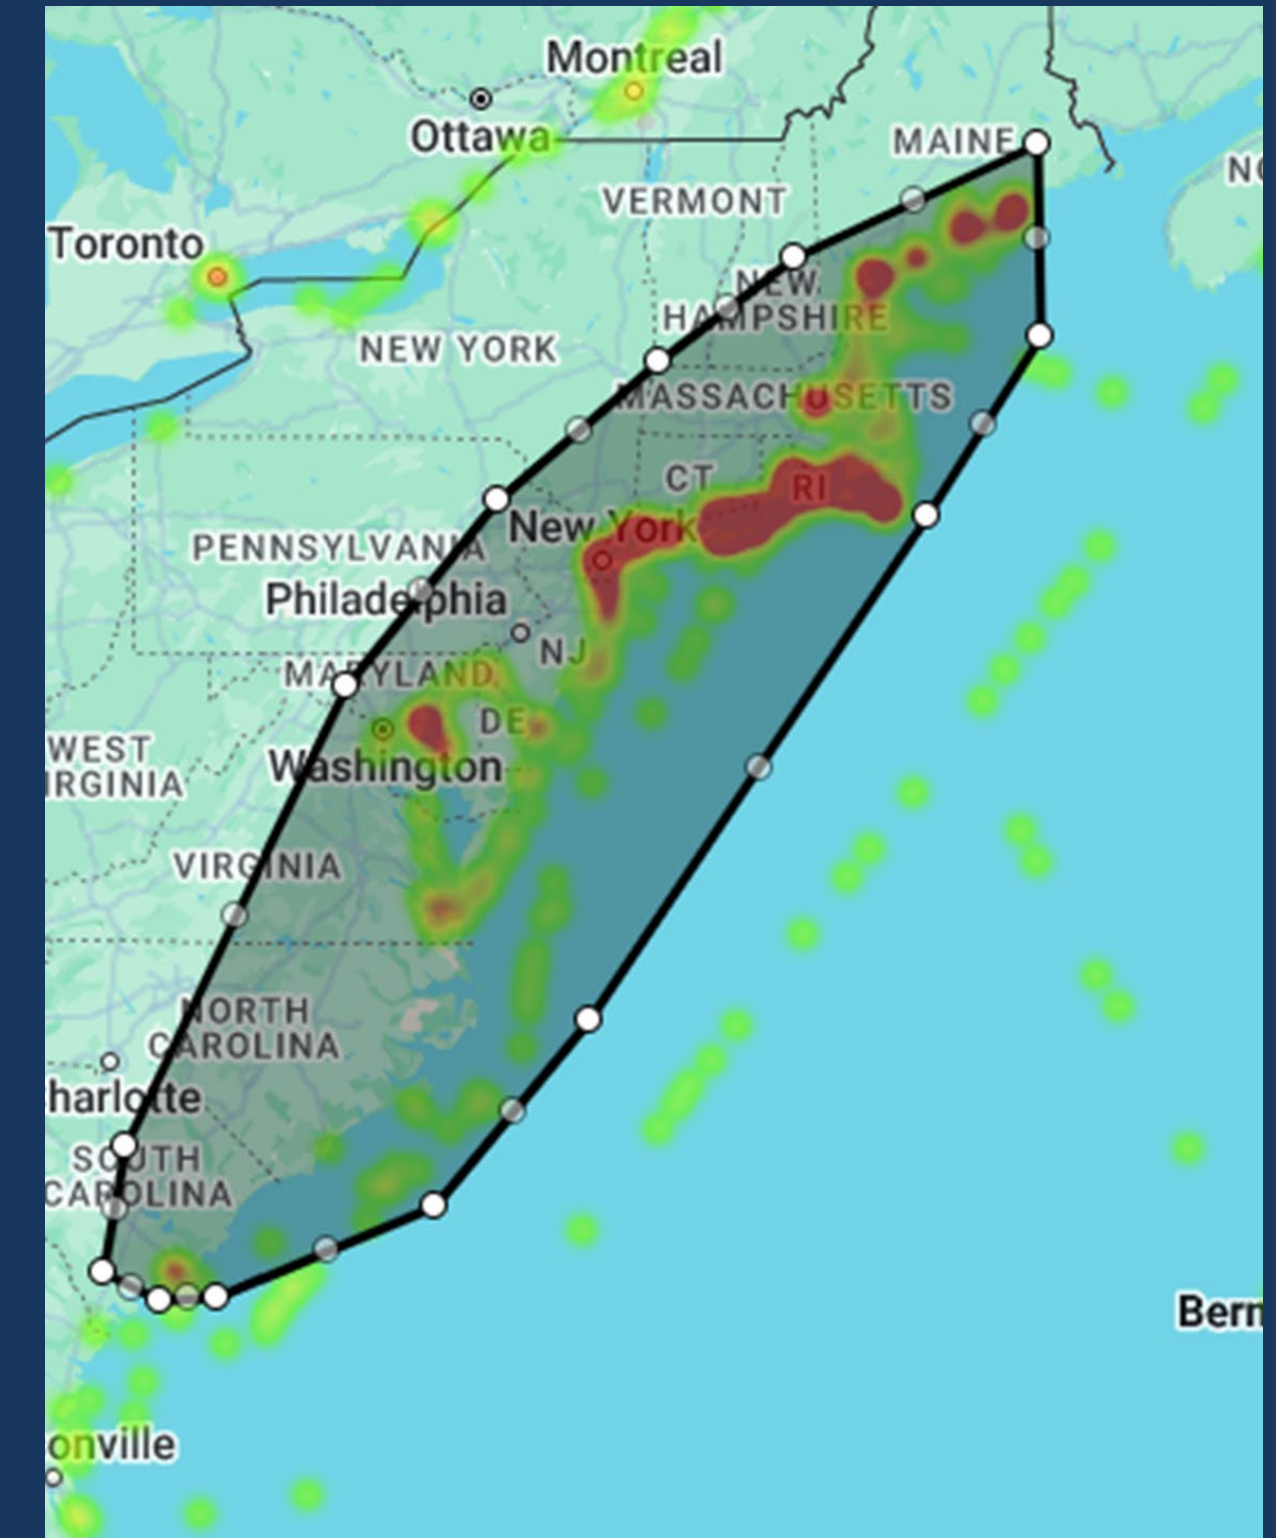 Montreal
Ottawa
MAINE
NO
VERMONT
Toronto
NEW
HAMPSHIRE
NEW YORK
MASSACHUSETTS
CT
RI
New York
PENNSYLVANIA
Philadelphia
NJ
MARYLAND
DE
WEST
IRGINIA
Washington
VIRGINIA
NORTH
CAROLINA
harlotte
SOUTH
CAROLINA
Bern
onville